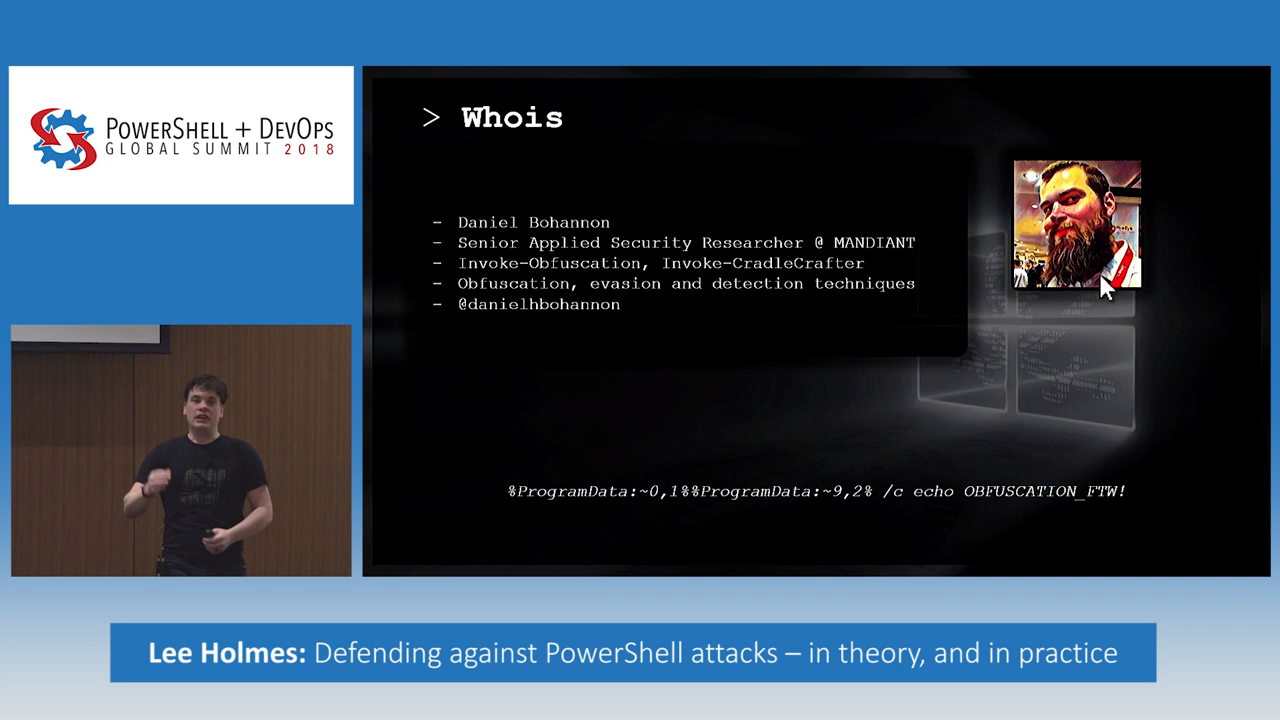 POWERSHELL + DEVOPS
GLOBAL SUMMIT 2018
> Whois
- Daniel Bohannon
- Senior Applied Security Researcher @ MANDIANT
- Invoke-Obfuscation, Invoke-CradleCrafter
- Obfuscation, evasion and detection techniques
- @danielhbohannon
%ProgramData:~0,1%%ProgramData:~9,2% /c echo OBFUSCATION_FTW!
Lee Holmes: Defending against PowerShell attacks – in theory, and in practice